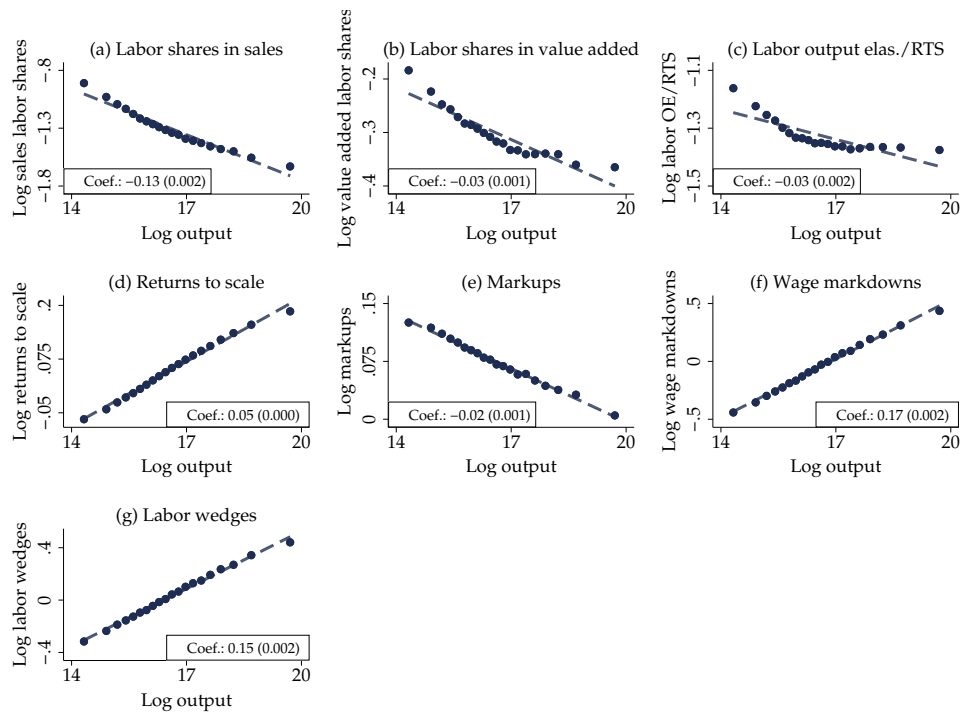 (a) Labor shares in sales
Log sales labor shares
-.8
-1.3
-1.8
Coef.: −0.13 (0.002)
14 17 20
Log output
(b) Labor shares in value added
Log value added labor shares
-.2
-.3
-.4
Coef.: −0.03 (0.001)
14 17 20
Log output
(c) Labor output elas./RTS
Log labor OE/RTS
-1.1
-1.3
-1.5
Coef.: −0.03 (0.002)
14 17 20
Log output
(d) Returns to scale
Log returns to scale
.2
.075
-.05
Coef.: 0.05 (0.000)
14 17 20
Log output
(e) Markups
Log markups
.15
.075
0
Coef.: −0.02 (0.001)
14 17 20
Log output
(f) Wage markdowns
Log wage markdowns
.5
0
-.5
Coef.: 0.17 (0.002)
14 17 20
Log output
(g) Labor wedges
Log labor wedges
.4
0
-.4
Coef.: 0.15 (0.002)
14 17 20
Log output